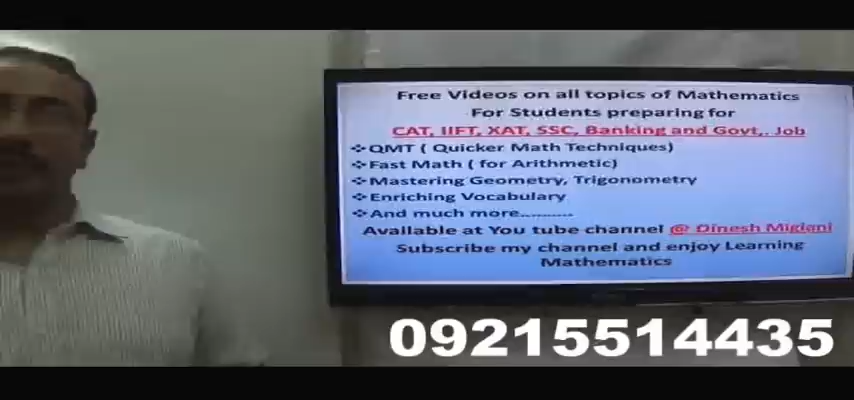 Free Videos on all topics of Mathematics
For Students preparing for
CAT, IIFT, XAT, SSC, Banking and Govt,. Job
❖QMT ( Quicker Math Techniques)
❖Fast Math ( for Arithmetic)
❖Mastering Geometry, Trigonometry
❖Enriching Vocabulary
❖And much more..........
Available at You tube channel @ Dinesh Miglani
Subscribe my channel and enjoy Learning
Mathematics
09215514435